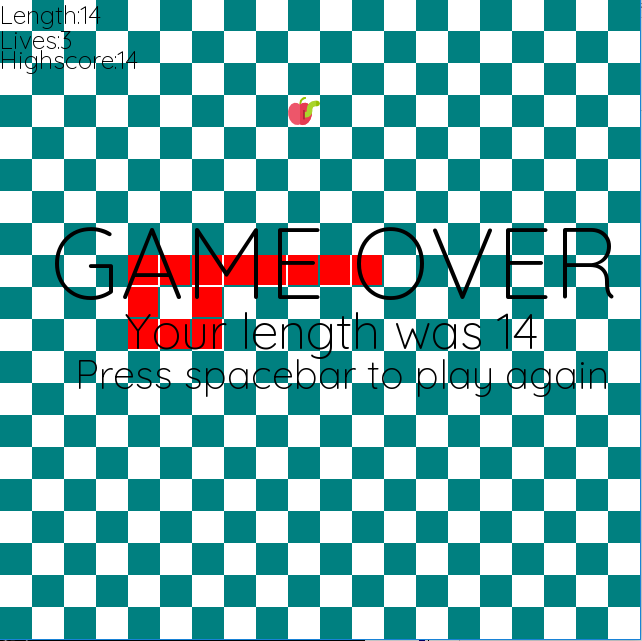 Length:14
Lives:3
Highscore:14
GAME OVER
Your length was 14
Press spacebar to play again